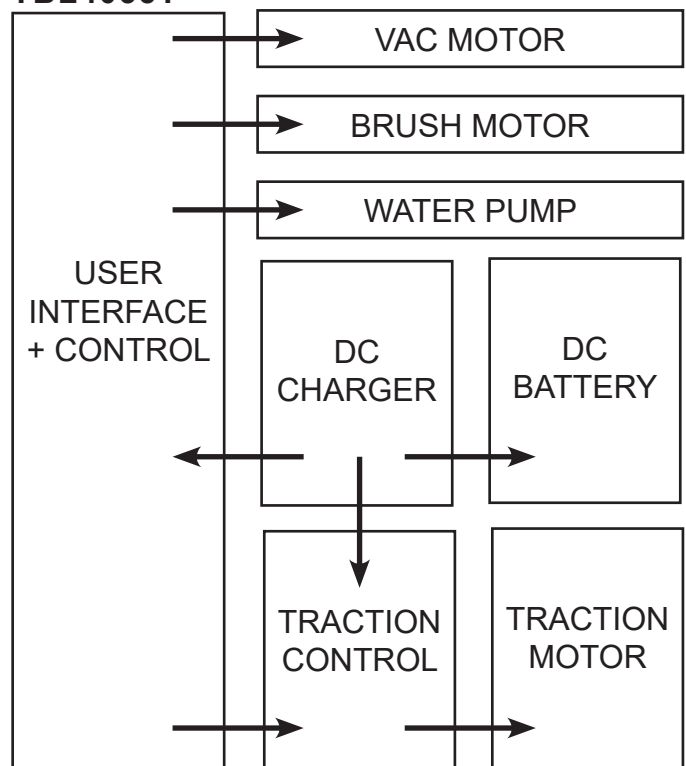 VAC MOTOR
BRUSH MOTOR
WATER PUMP
USER
INTERFACE
+ CONTROL
DC
CHARGER
DC
BATTERY
TRACTION
CONTROL
TRACTION
MOTOR